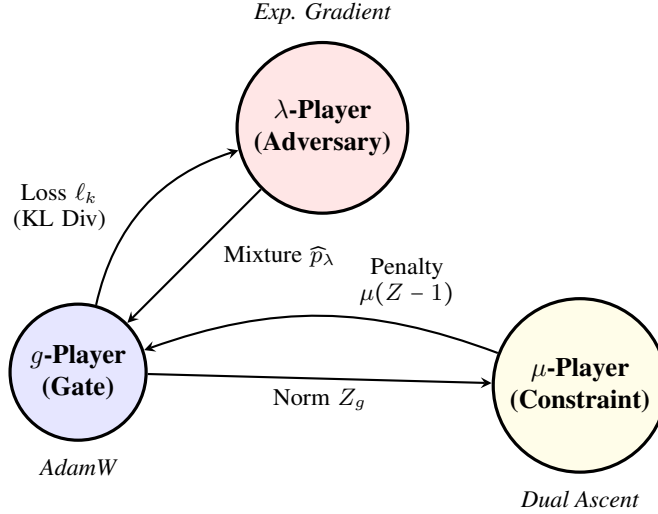 Exp. Gradient
λ-Player
(Adversary)
Loss ℓₖ
(KL Div)
Mixture p̂_λ
Penalty
μ(Z − 1)
g-Player
(Gate)
μ-Player
(Constraint)
Norm Z_g
AdamW
Dual Ascent